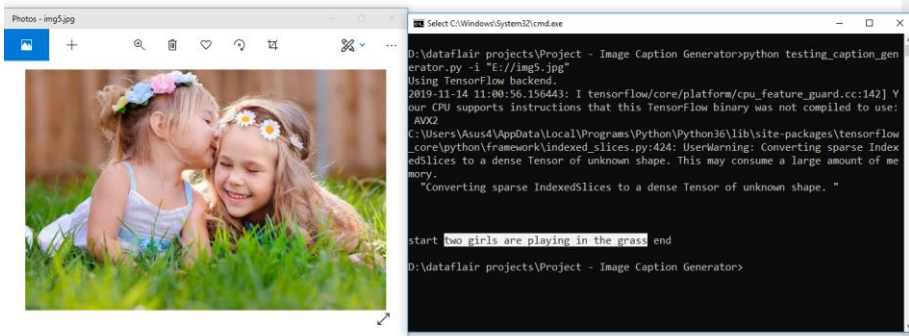 Photos - img5.jpg
Select C:\Windows\System32\cmd.exe
D:\dataflair projects\Project - Image Caption Generator>python testing_caption_gen
erator.py -i "E://img5.jpg"
Using TensorFlow backend.
2019-11-14 11:00:56.156443: I tensorflow/core/platform/cpu_feature_guard.cc:142] Y
our CPU supports instructions that this TensorFlow binary was not compiled to use:
AVX2
C:\Users\Asus4\AppData\Local\Programs\Python\Python36\lib\site-packages\tensorflow
_core\python\framework\indexed_slices.py:424: UserWarning: Converting sparse Index
edSlices to a dense Tensor of unknown shape. This may consume a large amount of me
mory.
"Converting sparse IndexedSlices to a dense Tensor of unknown shape. "
start two girls are playing in the grass end
D:\dataflair projects\Project - Image Caption Generator>